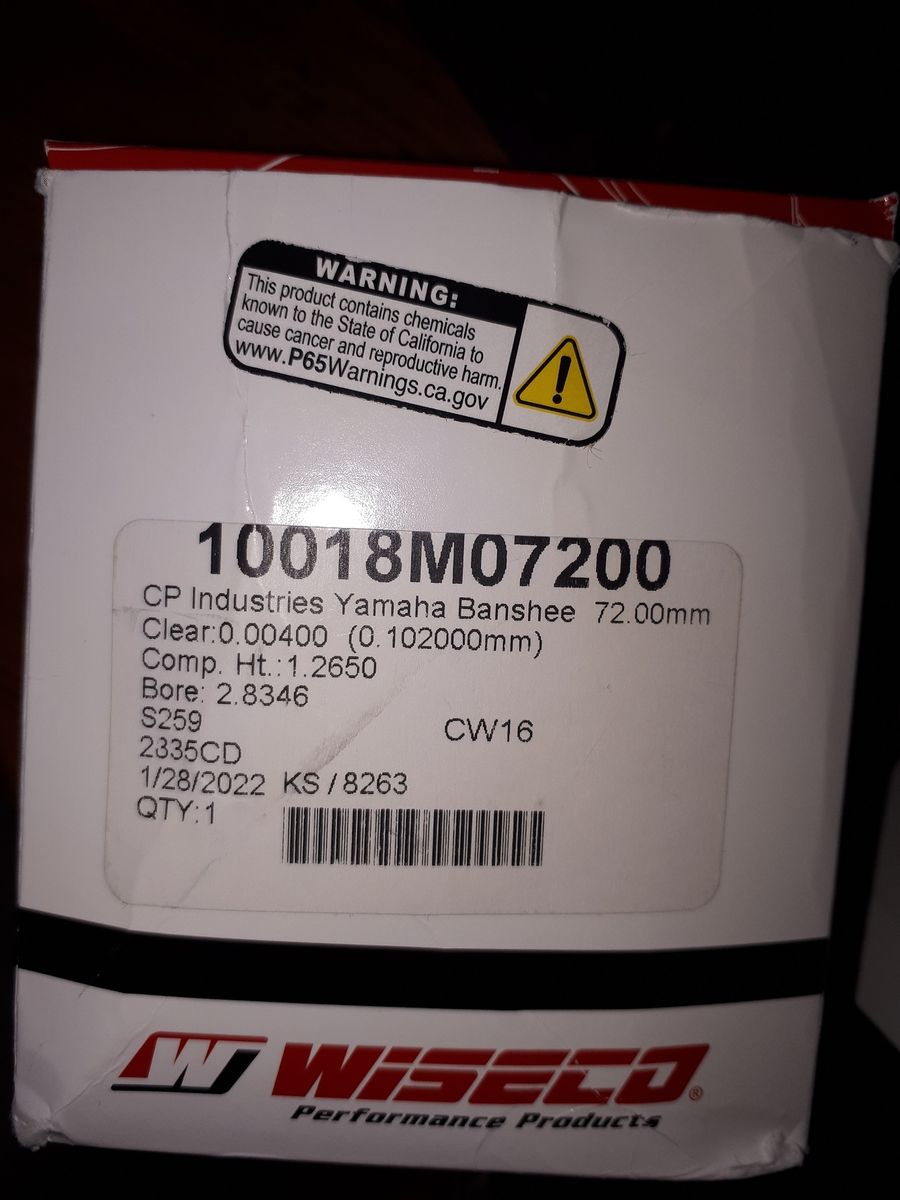 WARNING:
This product contains chemicals
known to the State of California to
cause cancer and reproductive harm.
www.P65Warnings.ca.gov
10018M07200
CP Industries Yamaha Banshee 72.00mm
Clear:0.00400 (0.102000mm)
Comp. Ht.:1.2650
Bore: 2.8346
S259 CW16
2835CD
1/28/2022 KS / 8263
QTY:1
W WISECO®
Performance Products